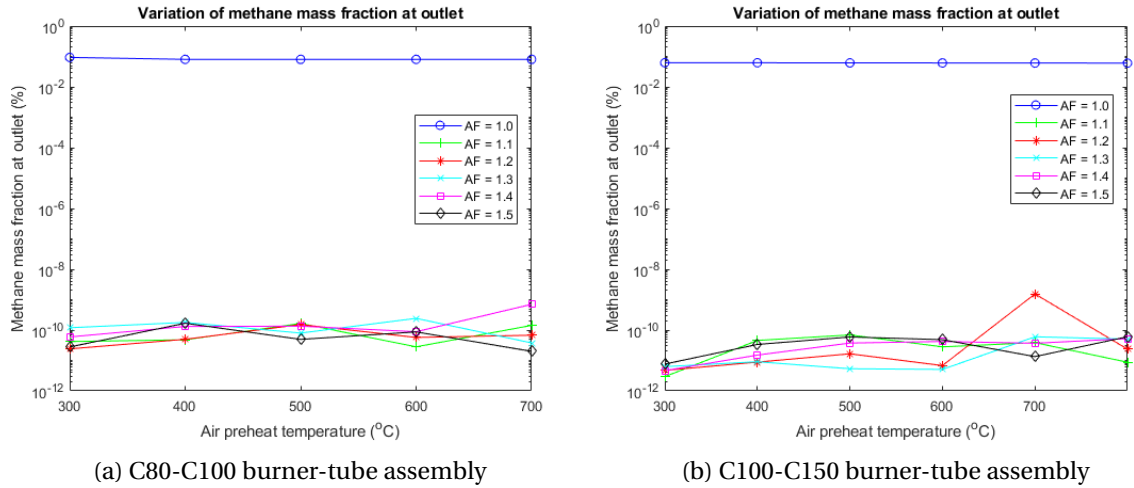 Variation of methane mass fraction at outlet
Methane mass fraction at outlet (%)
10^0
10^-2
10^-4
10^-6
10^-8
10^-10
10^-12
AF = 1.0
AF = 1.1
AF = 1.2
AF = 1.3
AF = 1.4
AF = 1.5
300 400 500 600 700
Air preheat temperature (°C)
(a) C80-C100 burner-tube assembly
Variation of methane mass fraction at outlet
Methane mass fraction at outlet (%)
10^0
10^-2
10^-4
10^-6
10^-8
10^-10
10^-12
AF = 1.0
AF = 1.1
AF = 1.2
AF = 1.3
AF = 1.4
AF = 1.5
300 400 500 600 700
Air preheat temperature (°C)
(b) C100-C150 burner-tube assembly